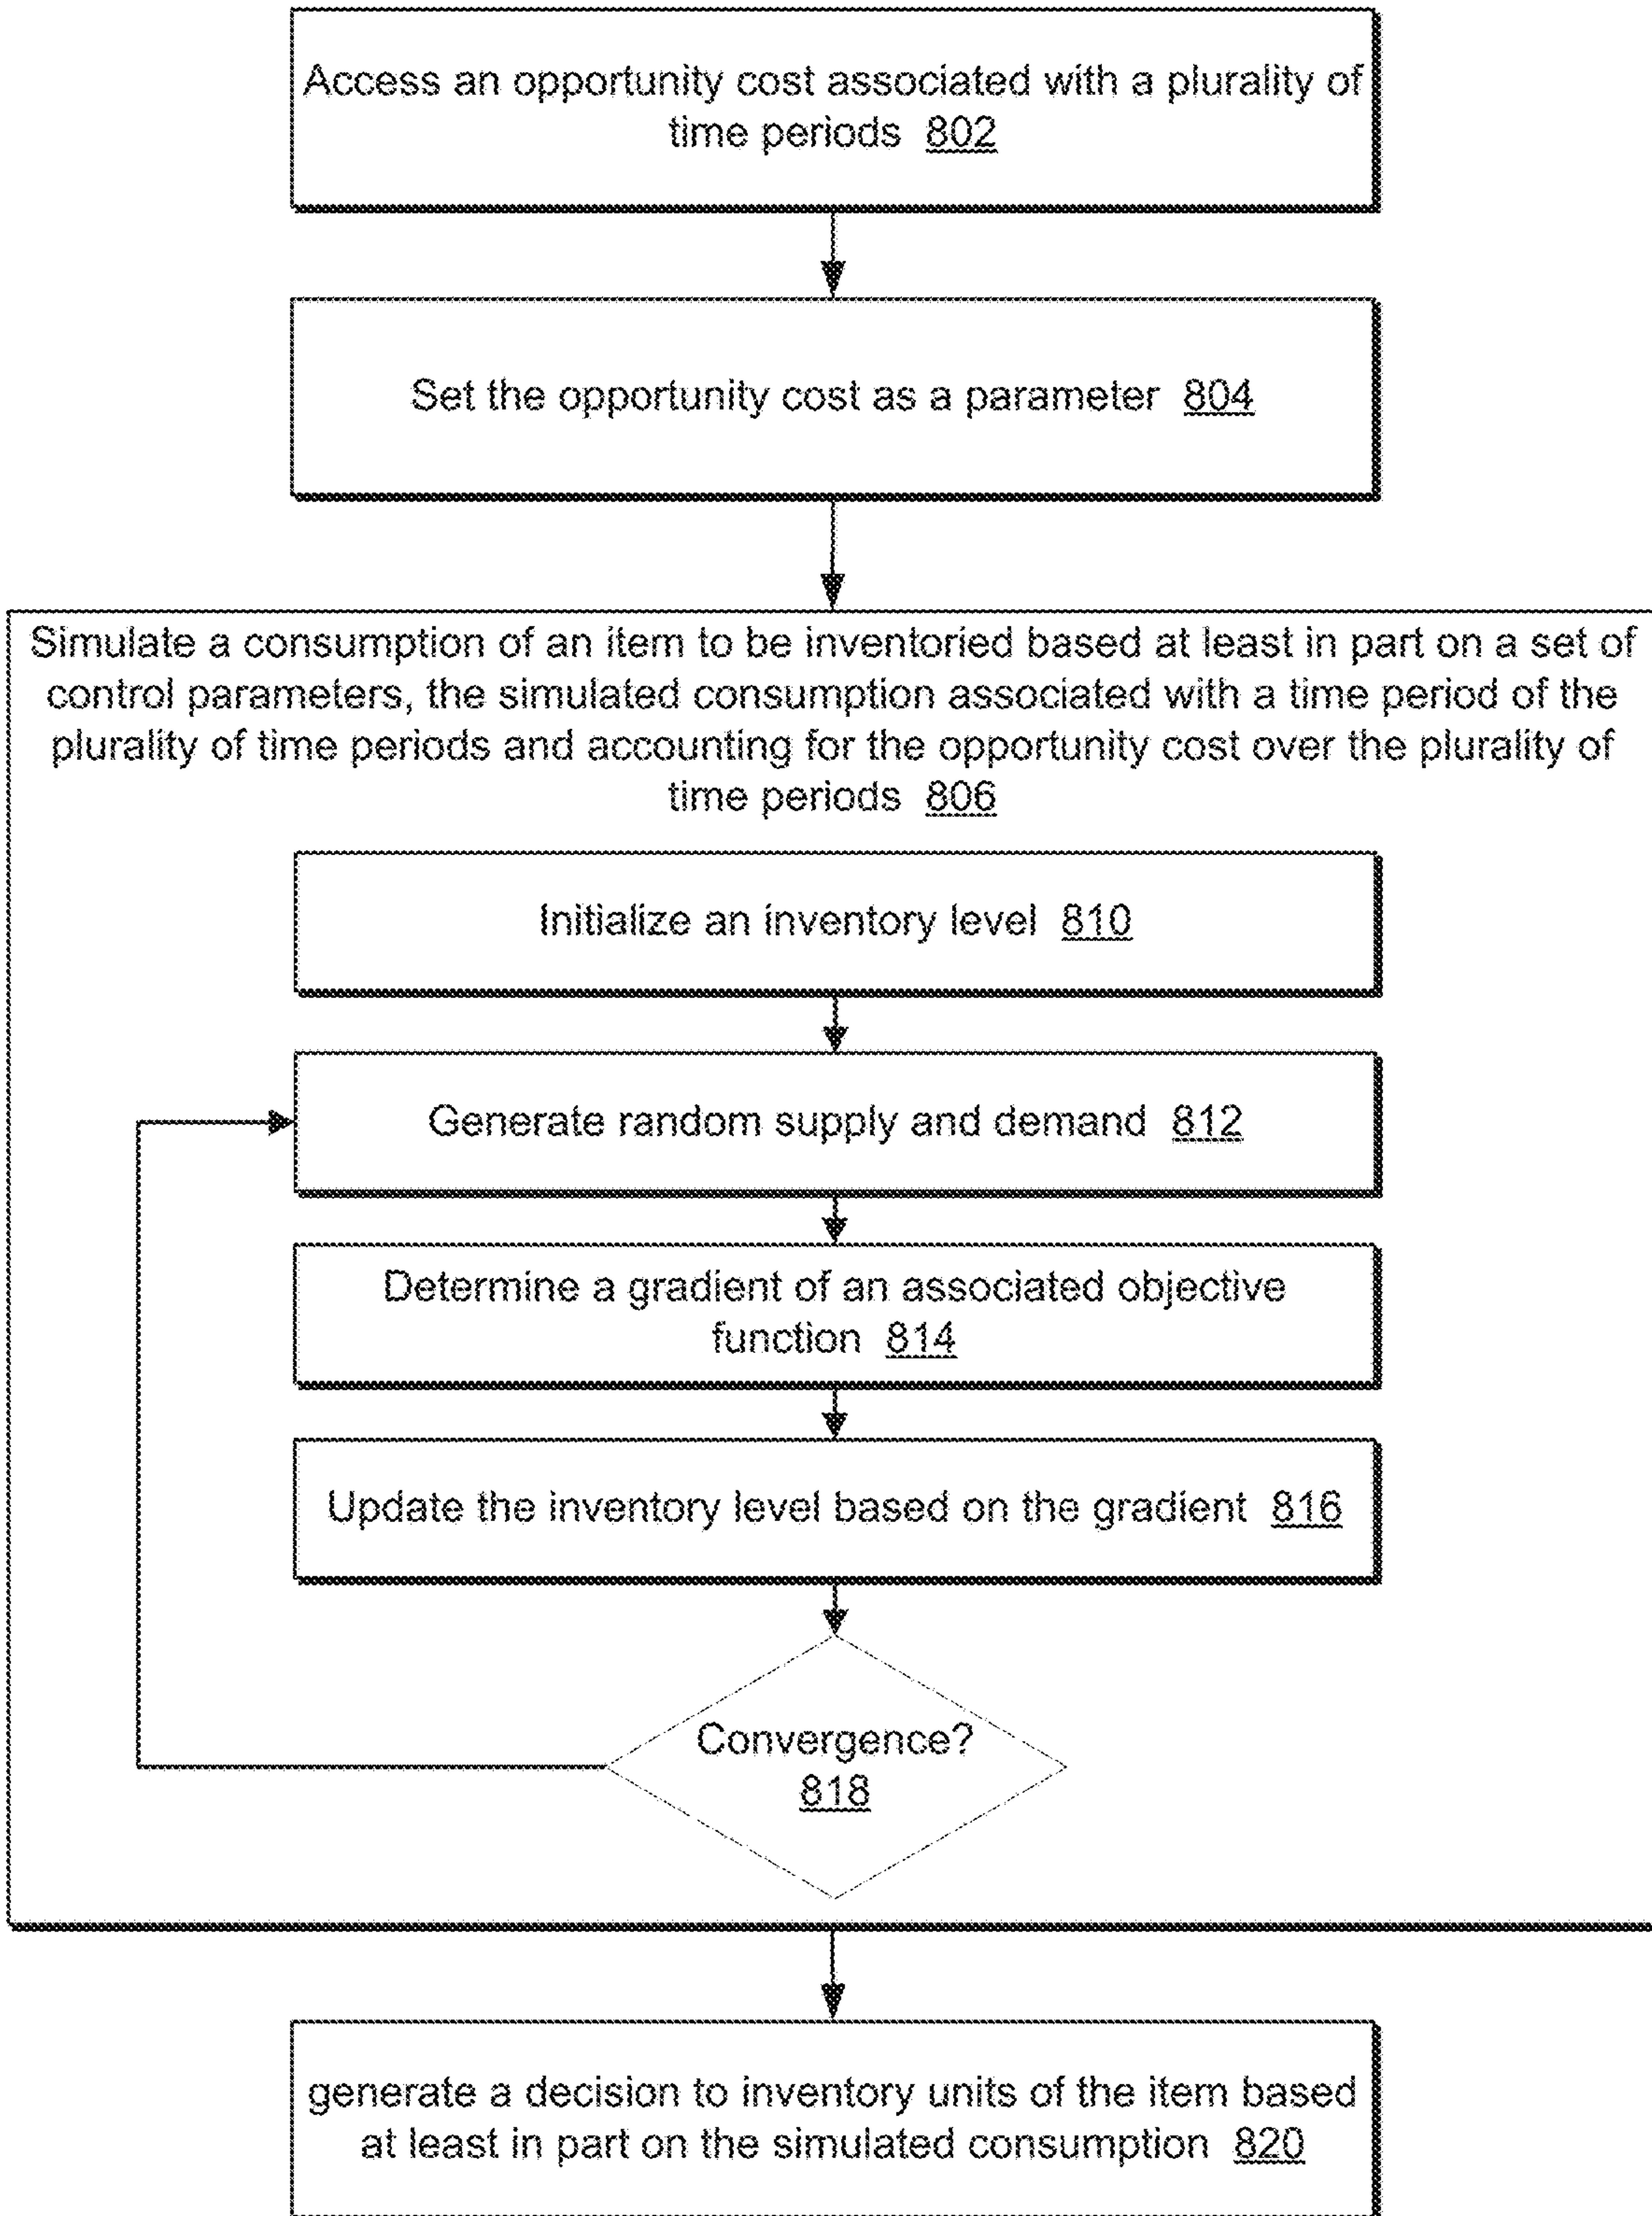 Access an opportunity cost associated with a plurality of
time periods 802
Set the opportunity cost as a parameter 804
Simulate a consumption of an item to be inventoried based at least in part on a set of
control parameters, the simulated consumption associated with a time period of the
plurality of time periods and accounting for the opportunity cost over the plurality of
time periods 806
Initialize an inventory level 810
Generate random supply and demand 812
Determine a gradient of an associated objective
function 814
Update the inventory level based on the gradient 816
Convergence?
818
generate a decision to inventory units of the item based
at least in part on the simulated consumption 820